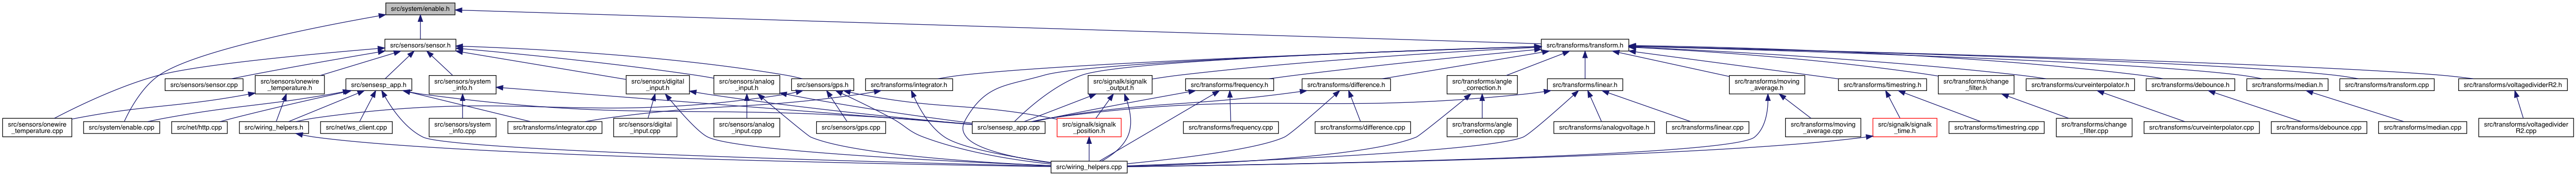 src/system/enable.h
src/sensors/sensor.h
src/transforms/transform.h
src/sensors/sensor.cpp
src/sensors/onewire
_temperature.h
src/sensesp_app.h
src/sensors/system
_info.h
src/sensors/digital
_input.h
src/sensors/analog
_input.h
src/sensors/gps.h
src/transforms/integrator.h
src/signalk/signalk
_output.h
src/transforms/frequency.h
src/transforms/difference.h
src/transforms/angle
_correction.h
src/transforms/linear.h
src/transforms/moving
_average.h
src/transforms/timestring.h
src/transforms/change
_filter.h
src/transforms/curveinterpolator.h
src/transforms/debounce.h
src/transforms/median.h
src/transforms/transform.cpp
src/transforms/voltagedividerR2.h
src/sensors/onewire
_temperature.cpp
src/system/enable.cpp
src/net/http.cpp
src/wiring_helpers.h
src/net/ws_client.cpp
src/sensors/system
_info.cpp
src/transforms/integrator.cpp
src/sensors/digital
_input.cpp
src/sensors/analog
_input.cpp
src/sensors/gps.cpp
src/sensesp_app.cpp
src/signalk/signalk
_position.h
src/transforms/frequency.cpp
src/transforms/difference.cpp
src/transforms/angle
_correction.cpp
src/transforms/analogvoltage.h
src/transforms/linear.cpp
src/transforms/moving
_average.cpp
src/signalk/signalk
_time.h
src/transforms/timestring.cpp
src/transforms/change
_filter.cpp
src/transforms/curveinterpolator.cpp
src/transforms/debounce.cpp
src/transforms/median.cpp
src/transforms/voltagedivider
R2.cpp
src/wiring_helpers.cpp